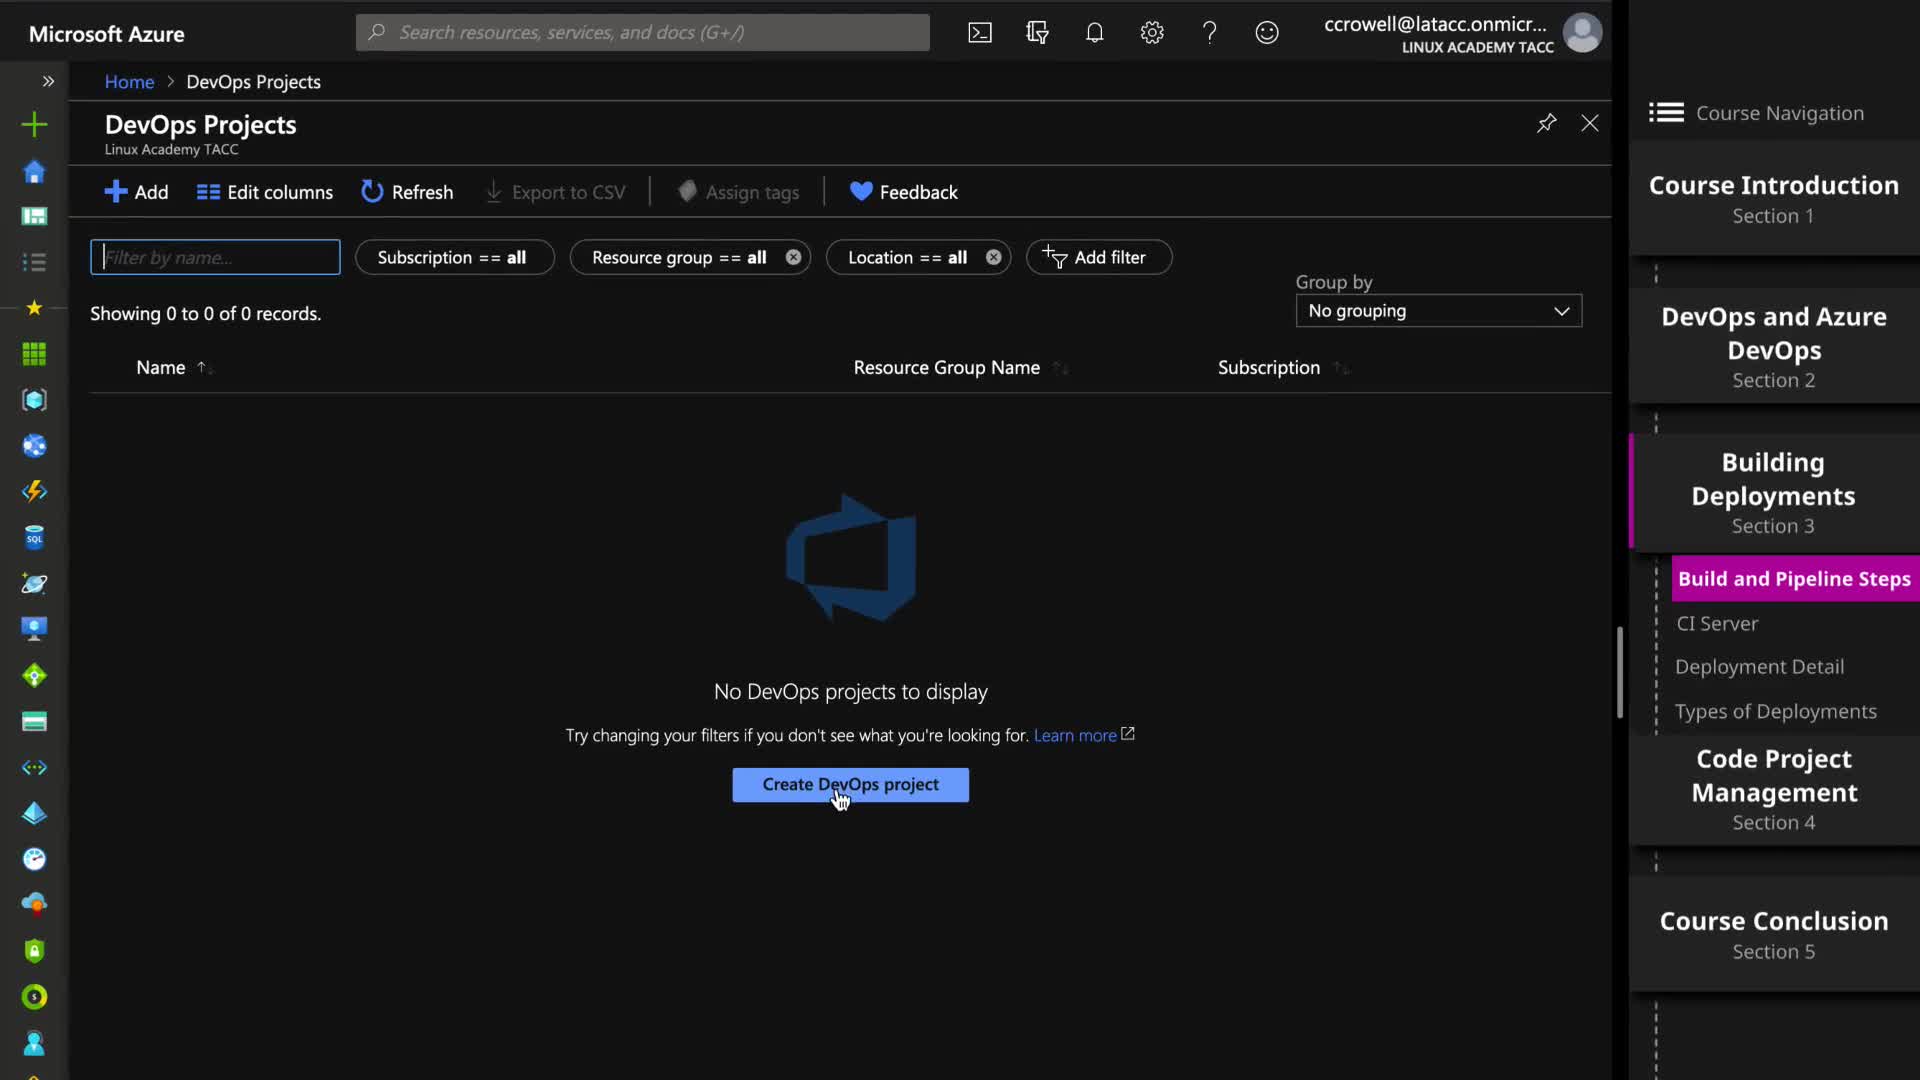 Microsoft Azure
Search resources, services, and docs (G+/)
ccrowell@latacc.onmicr...
LINUX ACADEMY TACC
Home > DevOps Projects
DevOps Projects
Linux Academy TACC
Add
Edit columns
Refresh
Export to CSV
Assign tags
Feedback
Filter by name...
Subscription == all
Resource group == all
Location == all
Add filter
Showing 0 to 0 of 0 records.
Group by
No grouping
Name
Resource Group Name
Subscription
No DevOps projects to display
Try changing your filters if you don't see what you're looking for. Learn more
Create DevOps project
SQL
Course Navigation
Course Introduction
Section 1
DevOps and Azure
DevOps
Section 2
Building
Deployments
Section 3
Build and Pipeline Steps
CI Server
Deployment Detail
Types of Deployments
Code Project
Management
Section 4
Course Conclusion
Section 5